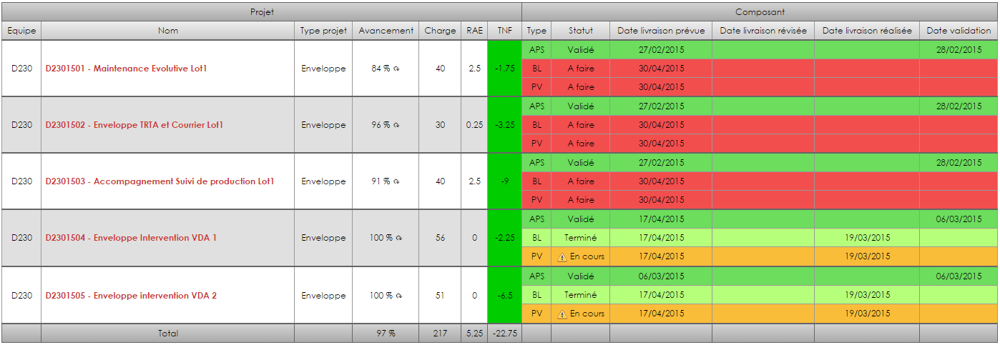 Projet Composant
Equipe Nom Type projet Avancement Charge RAE TNF Type Statut Date livraison prévue Date livraison révisée Date livraison réalisée Date validation
APS Validé 27/02/2015 28/02/2015
D230 D2301501 - Maintenance Evolutive Lot1 Enveloppe 84 % 40 2.5 -1.75 BL A faire 30/04/2015
PV A faire 30/04/2015
APS Validé 27/02/2015 28/02/2015
D230 D2301502 - Enveloppe TRTA et Courrier Lot1 Enveloppe 96 % 30 0.25 -3.25 BL A faire 30/04/2015
PV A faire 30/04/2015
APS Validé 27/02/2015 28/02/2015
D230 D2301503 - Accompagnement Suivi de production Lot1 Enveloppe 91 % 40 2.5 -9 BL A faire 30/04/2015
PV A faire 30/04/2015
APS Validé 17/04/2015 06/03/2015
D230 D2301504 - Enveloppe Intervention VDA 1 Enveloppe 100 % 56 0 -2.25 BL Terminé 17/04/2015 19/03/2015
PV En cours 17/04/2015 19/03/2015
APS Validé 06/03/2015 06/03/2015
D230 D2301505 - Enveloppe intervention VDA 2 Enveloppe 100 % 51 0 -6.5 BL Terminé 17/04/2015 19/03/2015
PV En cours 17/04/2015 19/03/2015
Total 97 % 217 5.25 -22.75